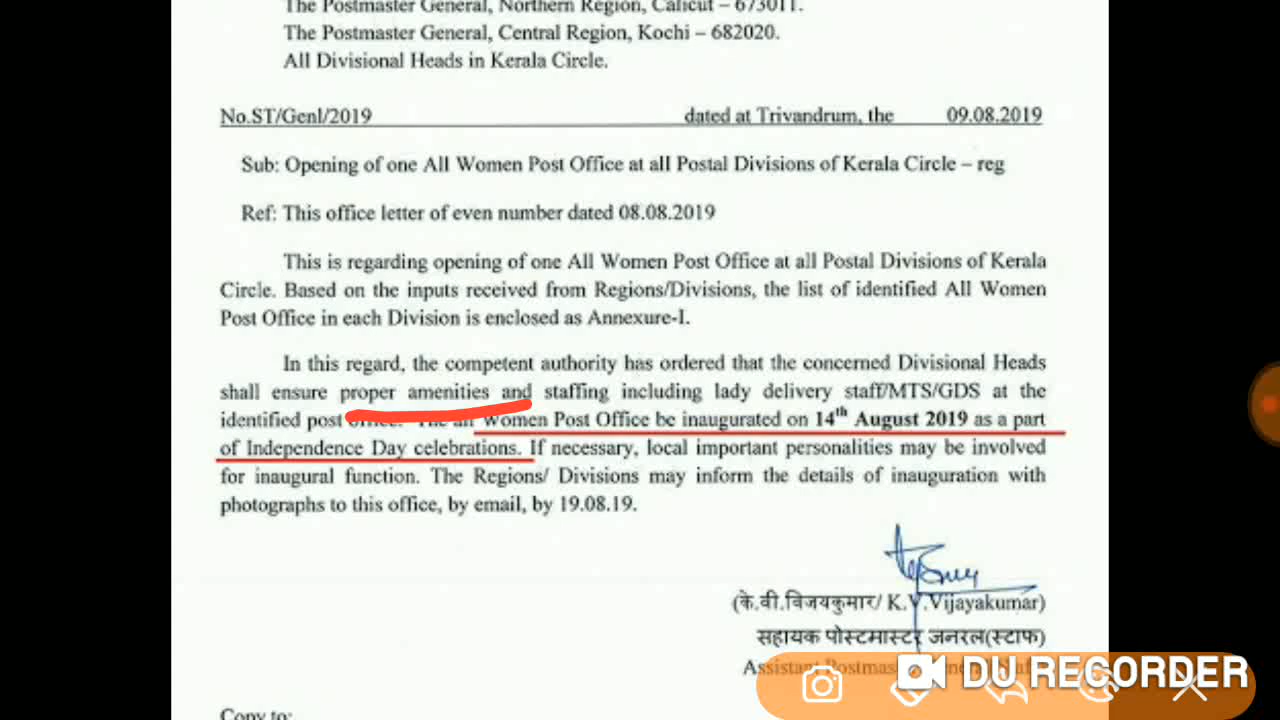 The Postmaster General, Northern Region, Calicut – 673011.
The Postmaster General, Central Region, Kochi – 682020.
All Divisional Heads in Kerala Circle.
No.ST/Genl/2019 dated at Trivandrum, the 09.08.2019
Sub: Opening of one All Women Post Office at all Postal Divisions of Kerala Circle – reg
Ref: This office letter of even number dated 08.08.2019
This is regarding opening of one All Women Post Office at all Postal Divisions of Kerala
Circle. Based on the inputs received from Regions/Divisions, the list of identified All Women
Post Office in each Division is enclosed as Annexure-I.
In this regard, the competent authority has ordered that the concerned Divisional Heads
shall ensure proper amenities and staffing including lady delivery staff/MTS/GDS at the
identified post office. The all Women Post Office be inaugurated on 14th August 2019 as a part
of Independence Day celebrations. If necessary, local important personalities may be involved
for inaugural function. The Regions/ Divisions may inform the details of inauguration with
photographs to this office, by email, by 19.08.19.
(के.वी.विजयकुमार/ K.V.Vijayakumar)
सहायक पोस्टमास्टर जनरल(स्टाफ)
Assistant
DU RECORDER
Copy to: